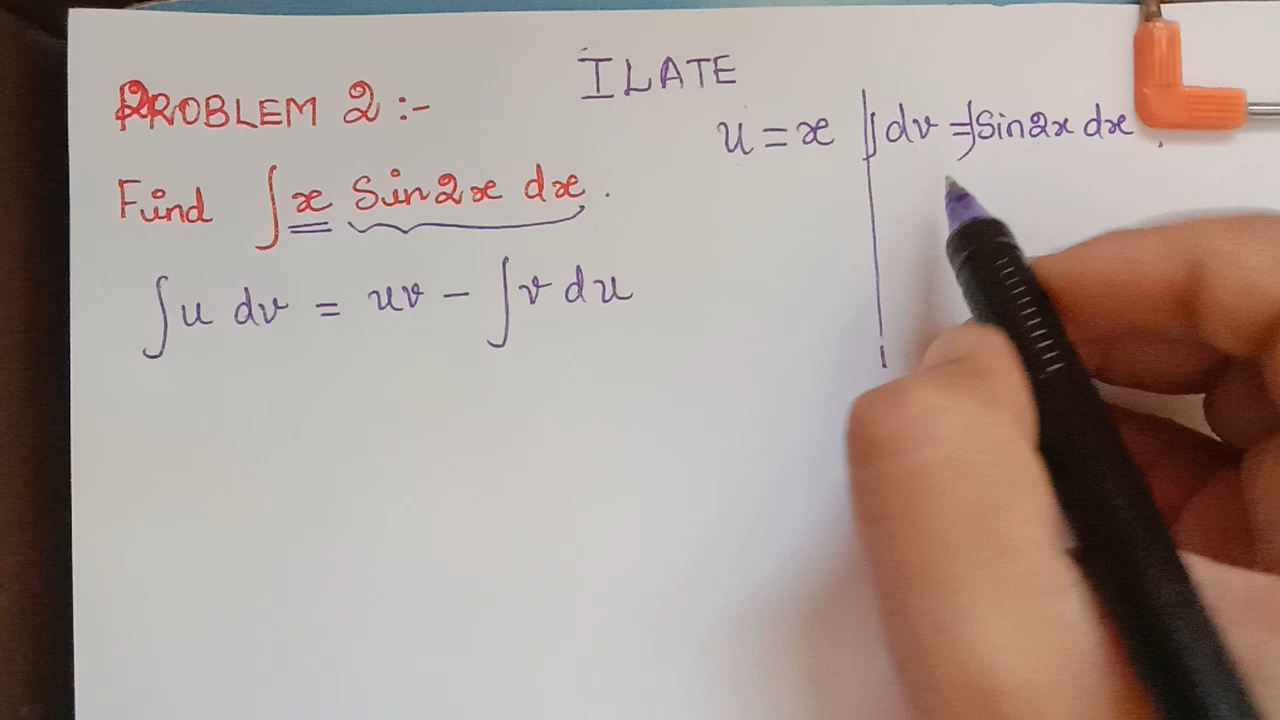 ILATE
PROBLEM 2 :-
u = x ∫dv = ∫Sin2x dx
Find ∫x Sin2x dx.
∫u dv = uv - ∫v du